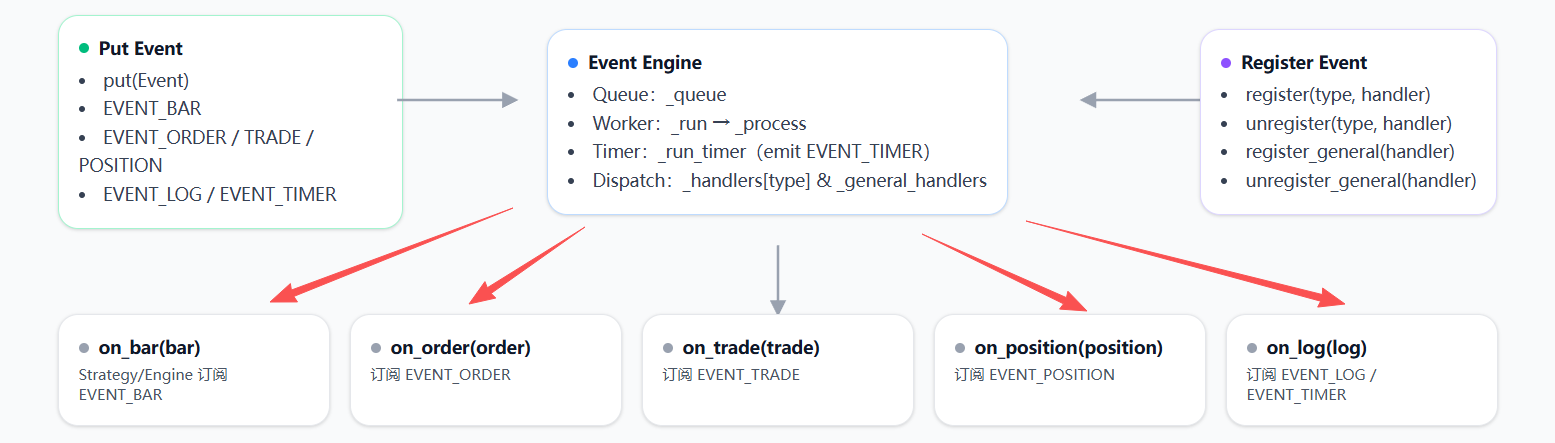 Put Event
• put(Event)
• EVENT_BAR
• EVENT_ORDER / TRADE /
POSITION
• EVENT_LOG / EVENT_TIMER
Event Engine
• Queue：_queue
• Worker：_run → _process
• Timer：_run_timer（emit EVENT_TIMER）
• Dispatch：_handlers[type] & _general_handlers
Register Event
• register(type, handler)
• unregister(type, handler)
• register_general(handler)
• unregister_general(handler)
on_bar(bar)
Strategy/Engine 订阅
EVENT_BAR
on_order(order)
订阅 EVENT_ORDER
on_trade(trade)
订阅 EVENT_TRADE
on_position(position)
订阅 EVENT_POSITION
on_log(log)
订阅 EVENT_LOG /
EVENT_TIMER